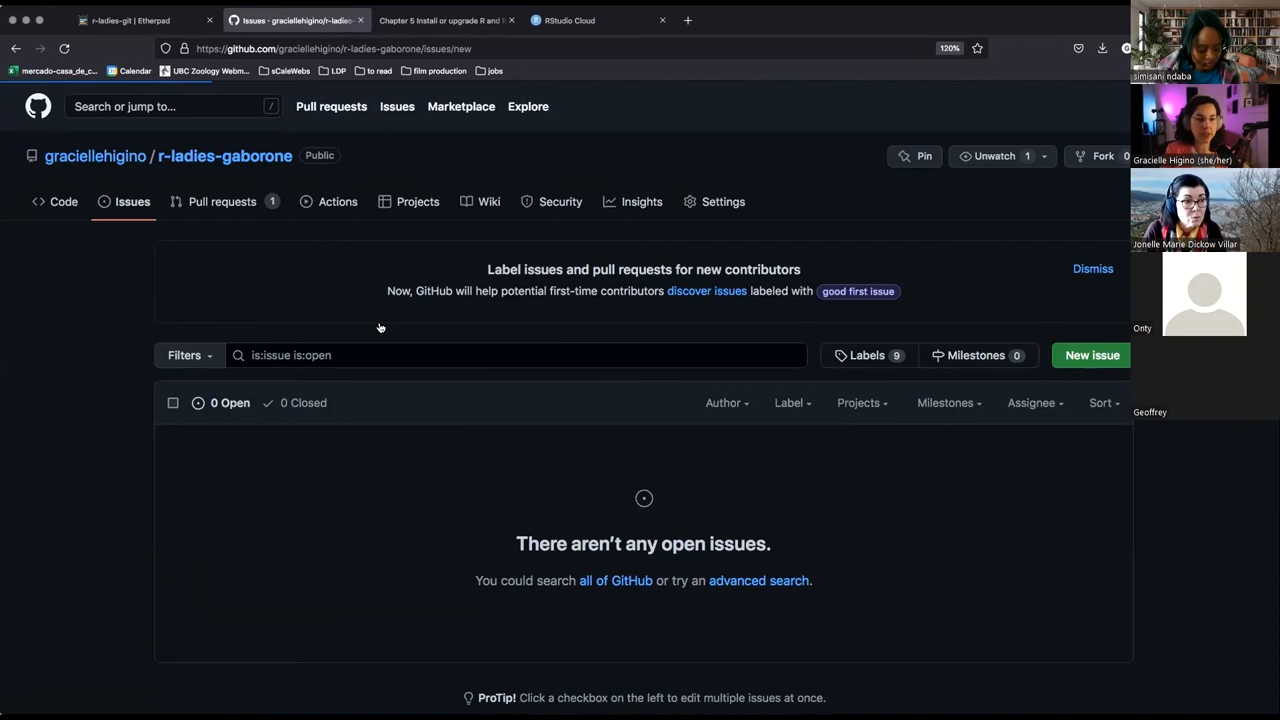 r-ladies-git | Etherpad
Issues · graciellehigino/r-ladies-
Chapter 5 Install or upgrade R and R
RStudio Cloud
https://github.com/graciellehigino/r-ladies-gaborone/issues/new
120%
mercado-casa_de_c...
Calendar
UBC Zoology Webm...
sCaleWebs
LDP
to read
film production
jobs
Search or jump to...
/
Pull requests
Issues
Marketplace
Explore
graciellehigino / r-ladies-gaborone
Public
Pin
Unwatch 1
Fork 0
Code
Issues
Pull requests 1
Actions
Projects
Wiki
Security
Insights
Settings
Label issues and pull requests for new contributors
Dismiss
Now, GitHub will help potential first-time contributors discover issues labeled with good first issue
Filters
is:issue is:open
Labels 9
Milestones 0
New issue
0 Open
0 Closed
Author
Label
Projects
Milestones
Assignee
Sort
There aren't any open issues.
You could search all of GitHub or try an advanced search.
ProTip! Click a checkbox on the left to edit multiple issues at once.
simisani ndaba
Gracielle Higino (she/her)
Jonelle Marie Dickow Villar
Onty
Geoffrey